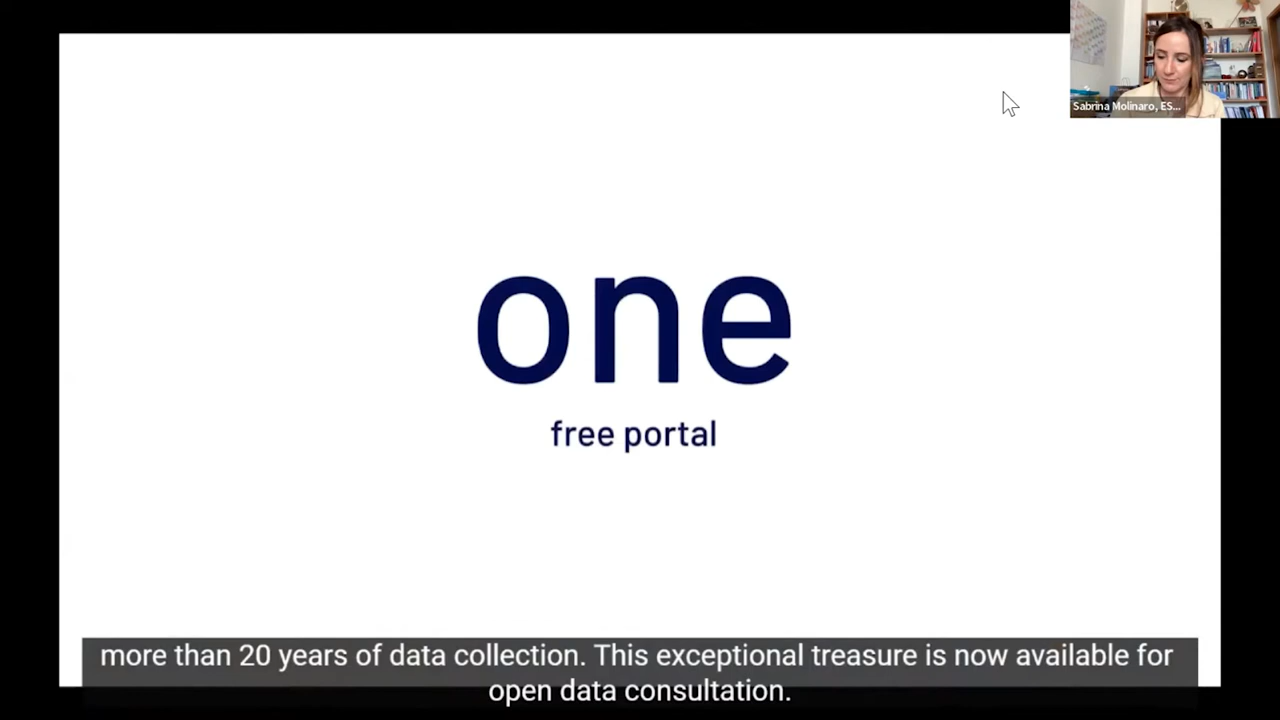 Sabrina Molinaro, ES...
one
free portal
more than 20 years of data collection. This exceptional treasure is now available for
open data consultation.